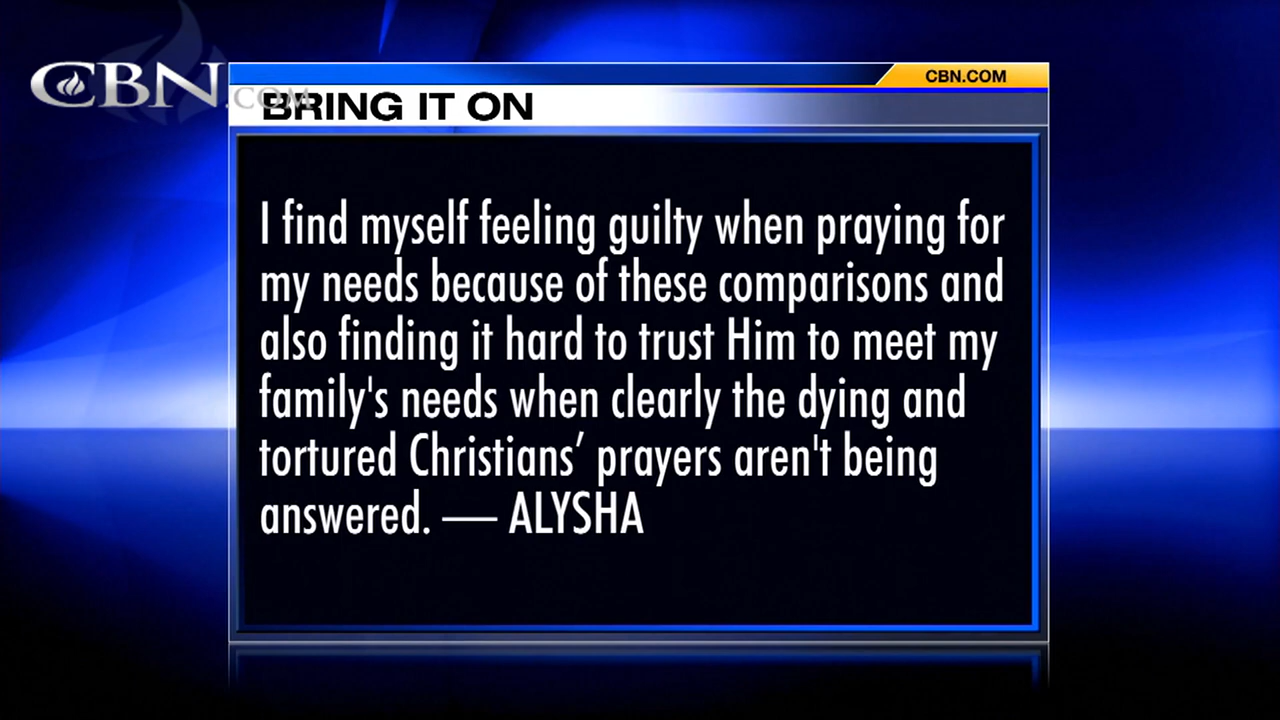 CBN.COM
CBN.COM
BRING IT ON
I find myself feeling guilty when praying for
my needs because of these comparisons and
also finding it hard to trust Him to meet my
family's needs when clearly the dying and
tortured Christians’ prayers aren't being
answered. — ALYSHA